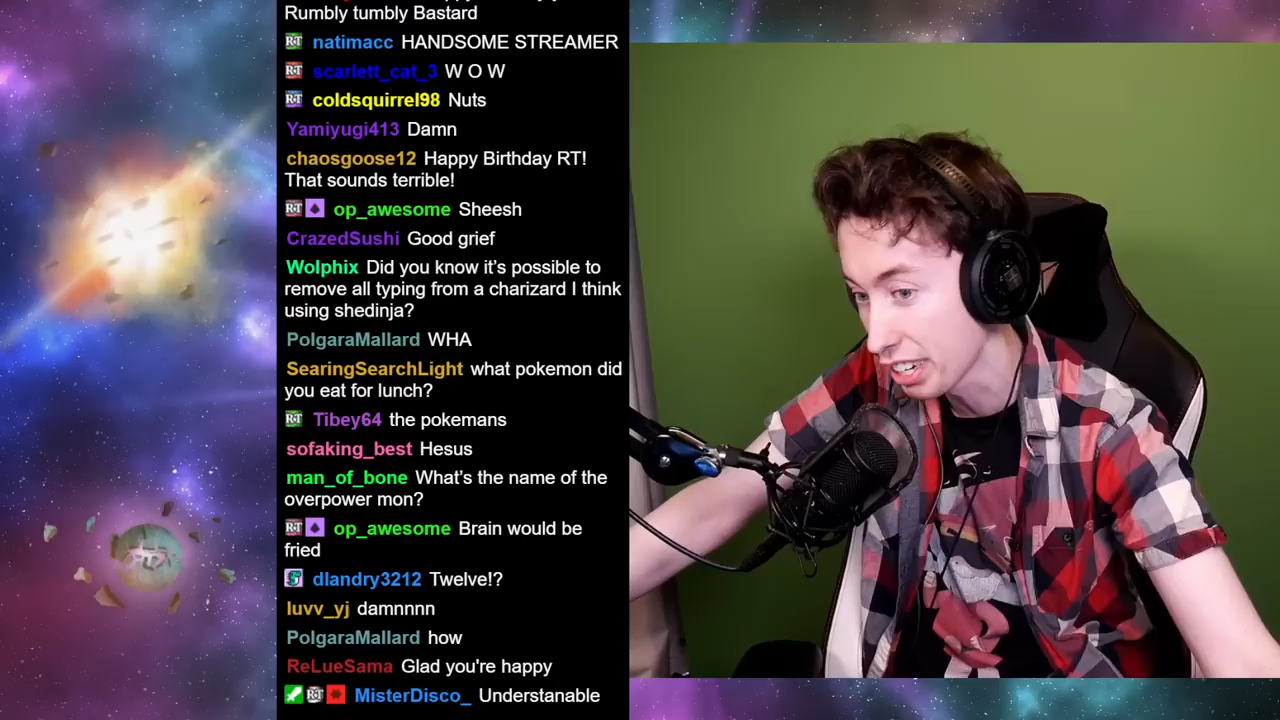 Rumbly tumbly Bastard
natimacc HANDSOME STREAMER
scarlett_cat_3 W O W
coldsquirrel98 Nuts
Yamiyugi413 Damn
chaosgoose12 Happy Birthday RT!
That sounds terrible!
op_awesome Sheesh
CrazedSushi Good grief
Wolphix Did you know it's possible to
remove all typing from a charizard I think
using shedinja?
PolgaraMallard WHA
SearingSearchLight what pokemon did
you eat for lunch?
Tibey64 the pokemans
sofaking_best Hesus
man_of_bone What's the name of the
overpower mon?
op_awesome Brain would be
fried
dlandry3212 Twelve!?
luvv_yj damnnnn
PolgaraMallard how
ReLueSama Glad you're happy
MisterDisco_ Understanable